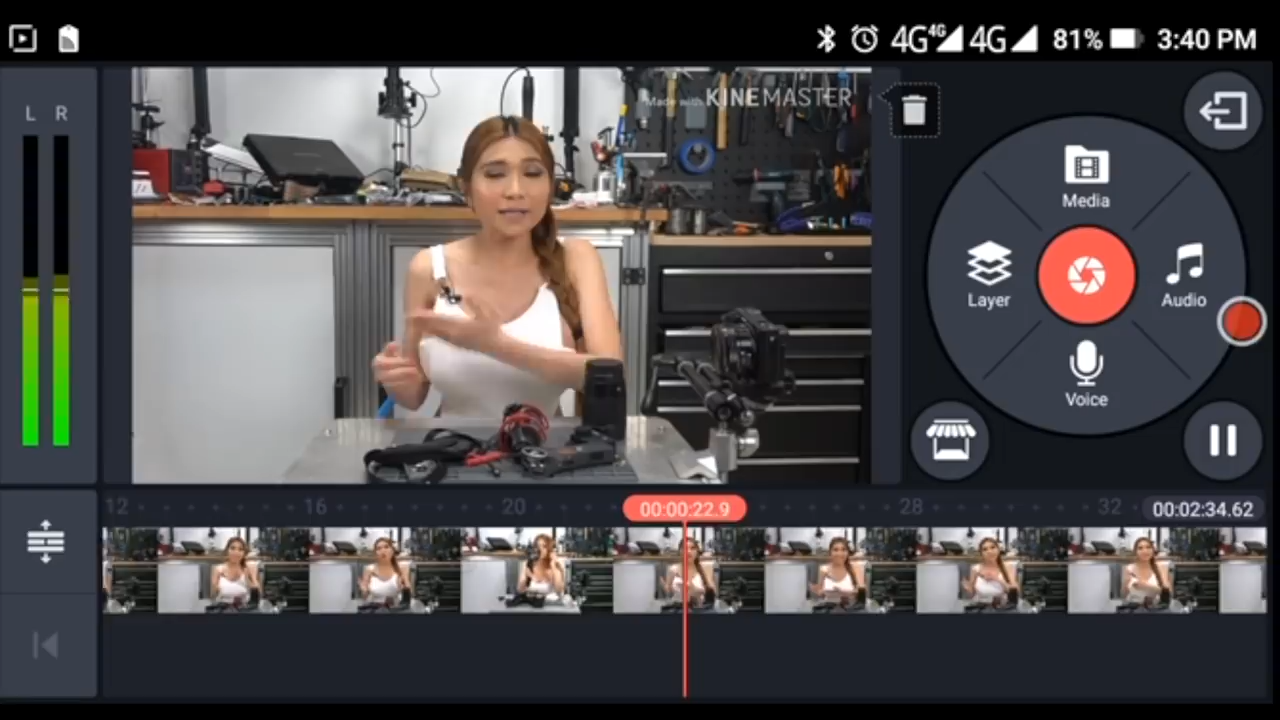 4G 4G 4G 81% 3:40 PM
L R
Made with KINEMASTER
Media
Layer
Audio
Voice
12 16 20 00:00:22.9 28 32 00:02:34.62